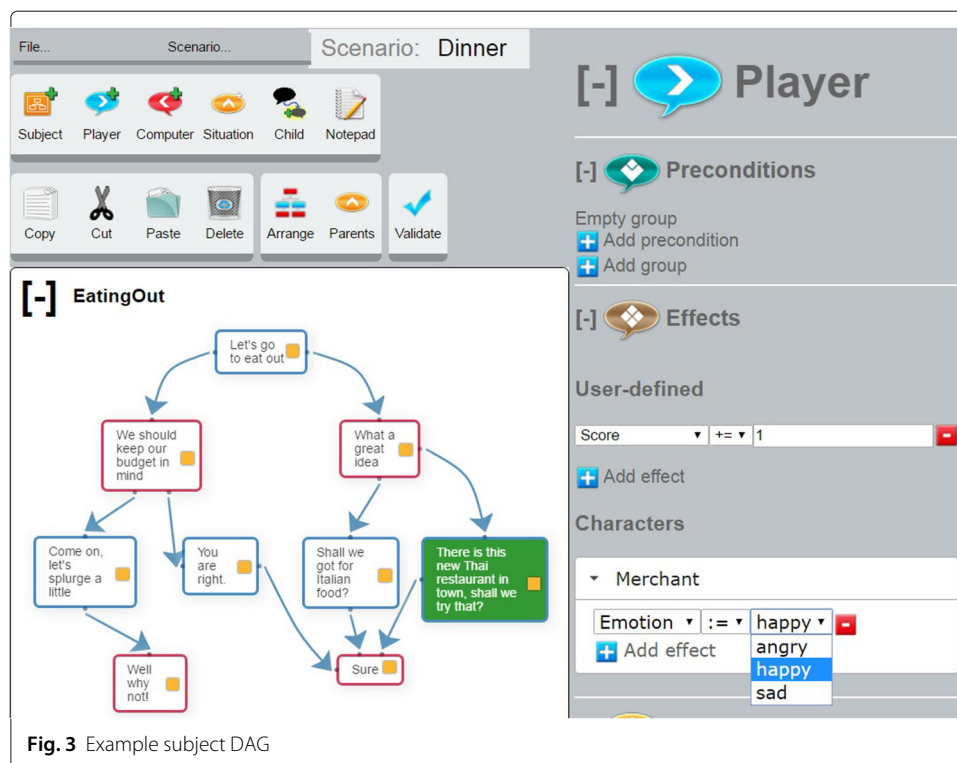 File...
Scenario...
Scenario: Dinner
Subject
Player
Computer
Situation
Child
Notepad
Copy
Cut
Paste
Delete
Arrange
Parents
Validate
[-] EatingOut
Let's go
to eat out
We should
keep our
budget in
mind
What a
great
idea
Come on,
let's
splurge a
little
You
are
right.
Shall we
got for
Italian
food?
There is this
new Thai
restaurant in
town, shall we
try that?
Well
why
not!
Sure
[-] Player
[-] Preconditions
Empty group
Add precondition
Add group
[-] Effects
User-defined
Score += 1
Add effect
Characters
Merchant
Emotion := happy
Add effect
angry
happy
sad
Fig. 3 Example subject DAG